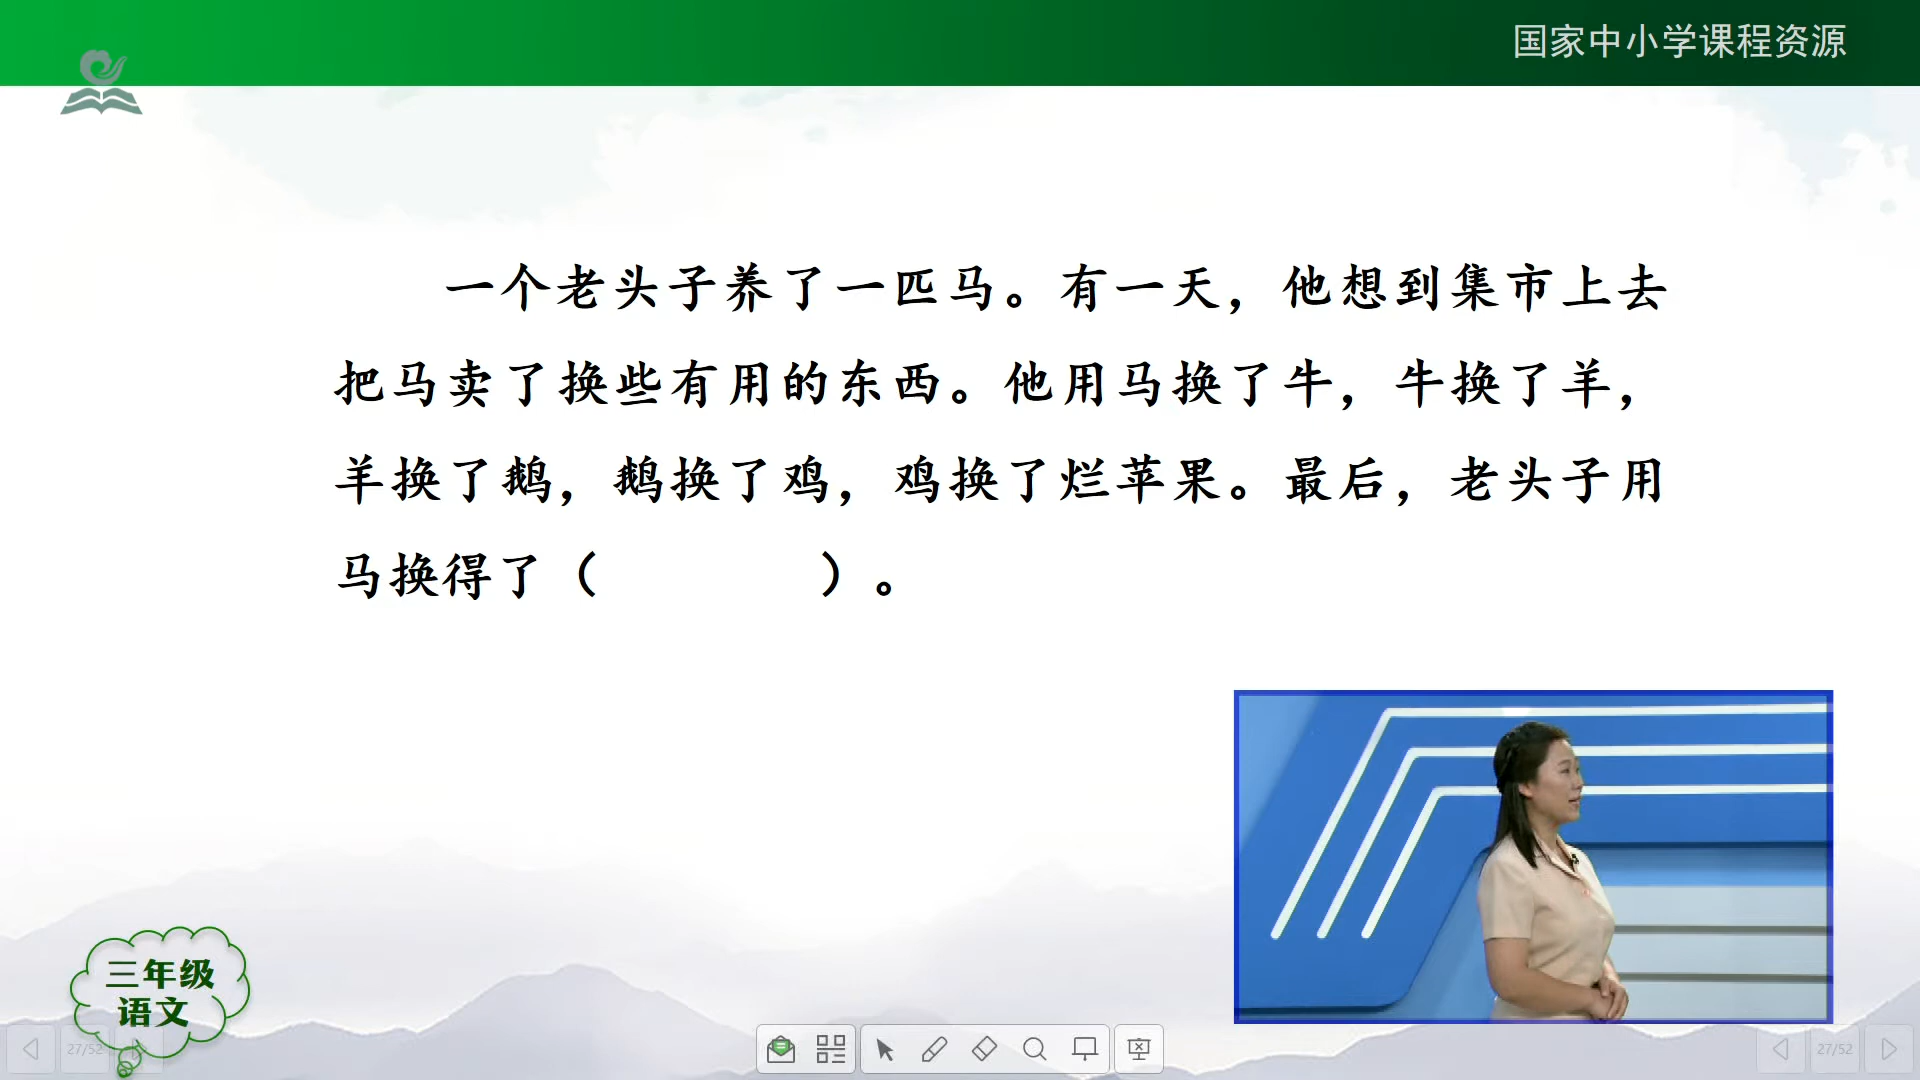 国家中小学课程资源
一个老头子养了一匹马。有一天，他想到集市上去
把马卖了换些有用的东西。他用马换了牛，牛换了羊，
羊换了鹅，鹅换了鸡，鸡换了烂苹果。最后，老头子用
马换得了（　　　　）。
三年级
语文
27/52
27/52